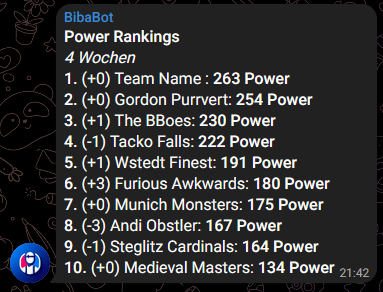 BibaBot
Power Rankings
4 Wochen
1. (+0) Team Name : 263 Power
2. (+0) Gordon Purrvert: 254 Power
3. (+1) The BBoes: 230 Power
4. (-1) Tacko Falls: 222 Power
5. (+1) Wstedt Finest: 191 Power
6. (+3) Furious Awkwards: 180 Power
7. (+0) Munich Monsters: 175 Power
8. (-3) Andi Obstler: 167 Power
9. (-1) Steglitz Cardinals: 164 Power
10. (+0) Medieval Masters: 134 Power
21:42